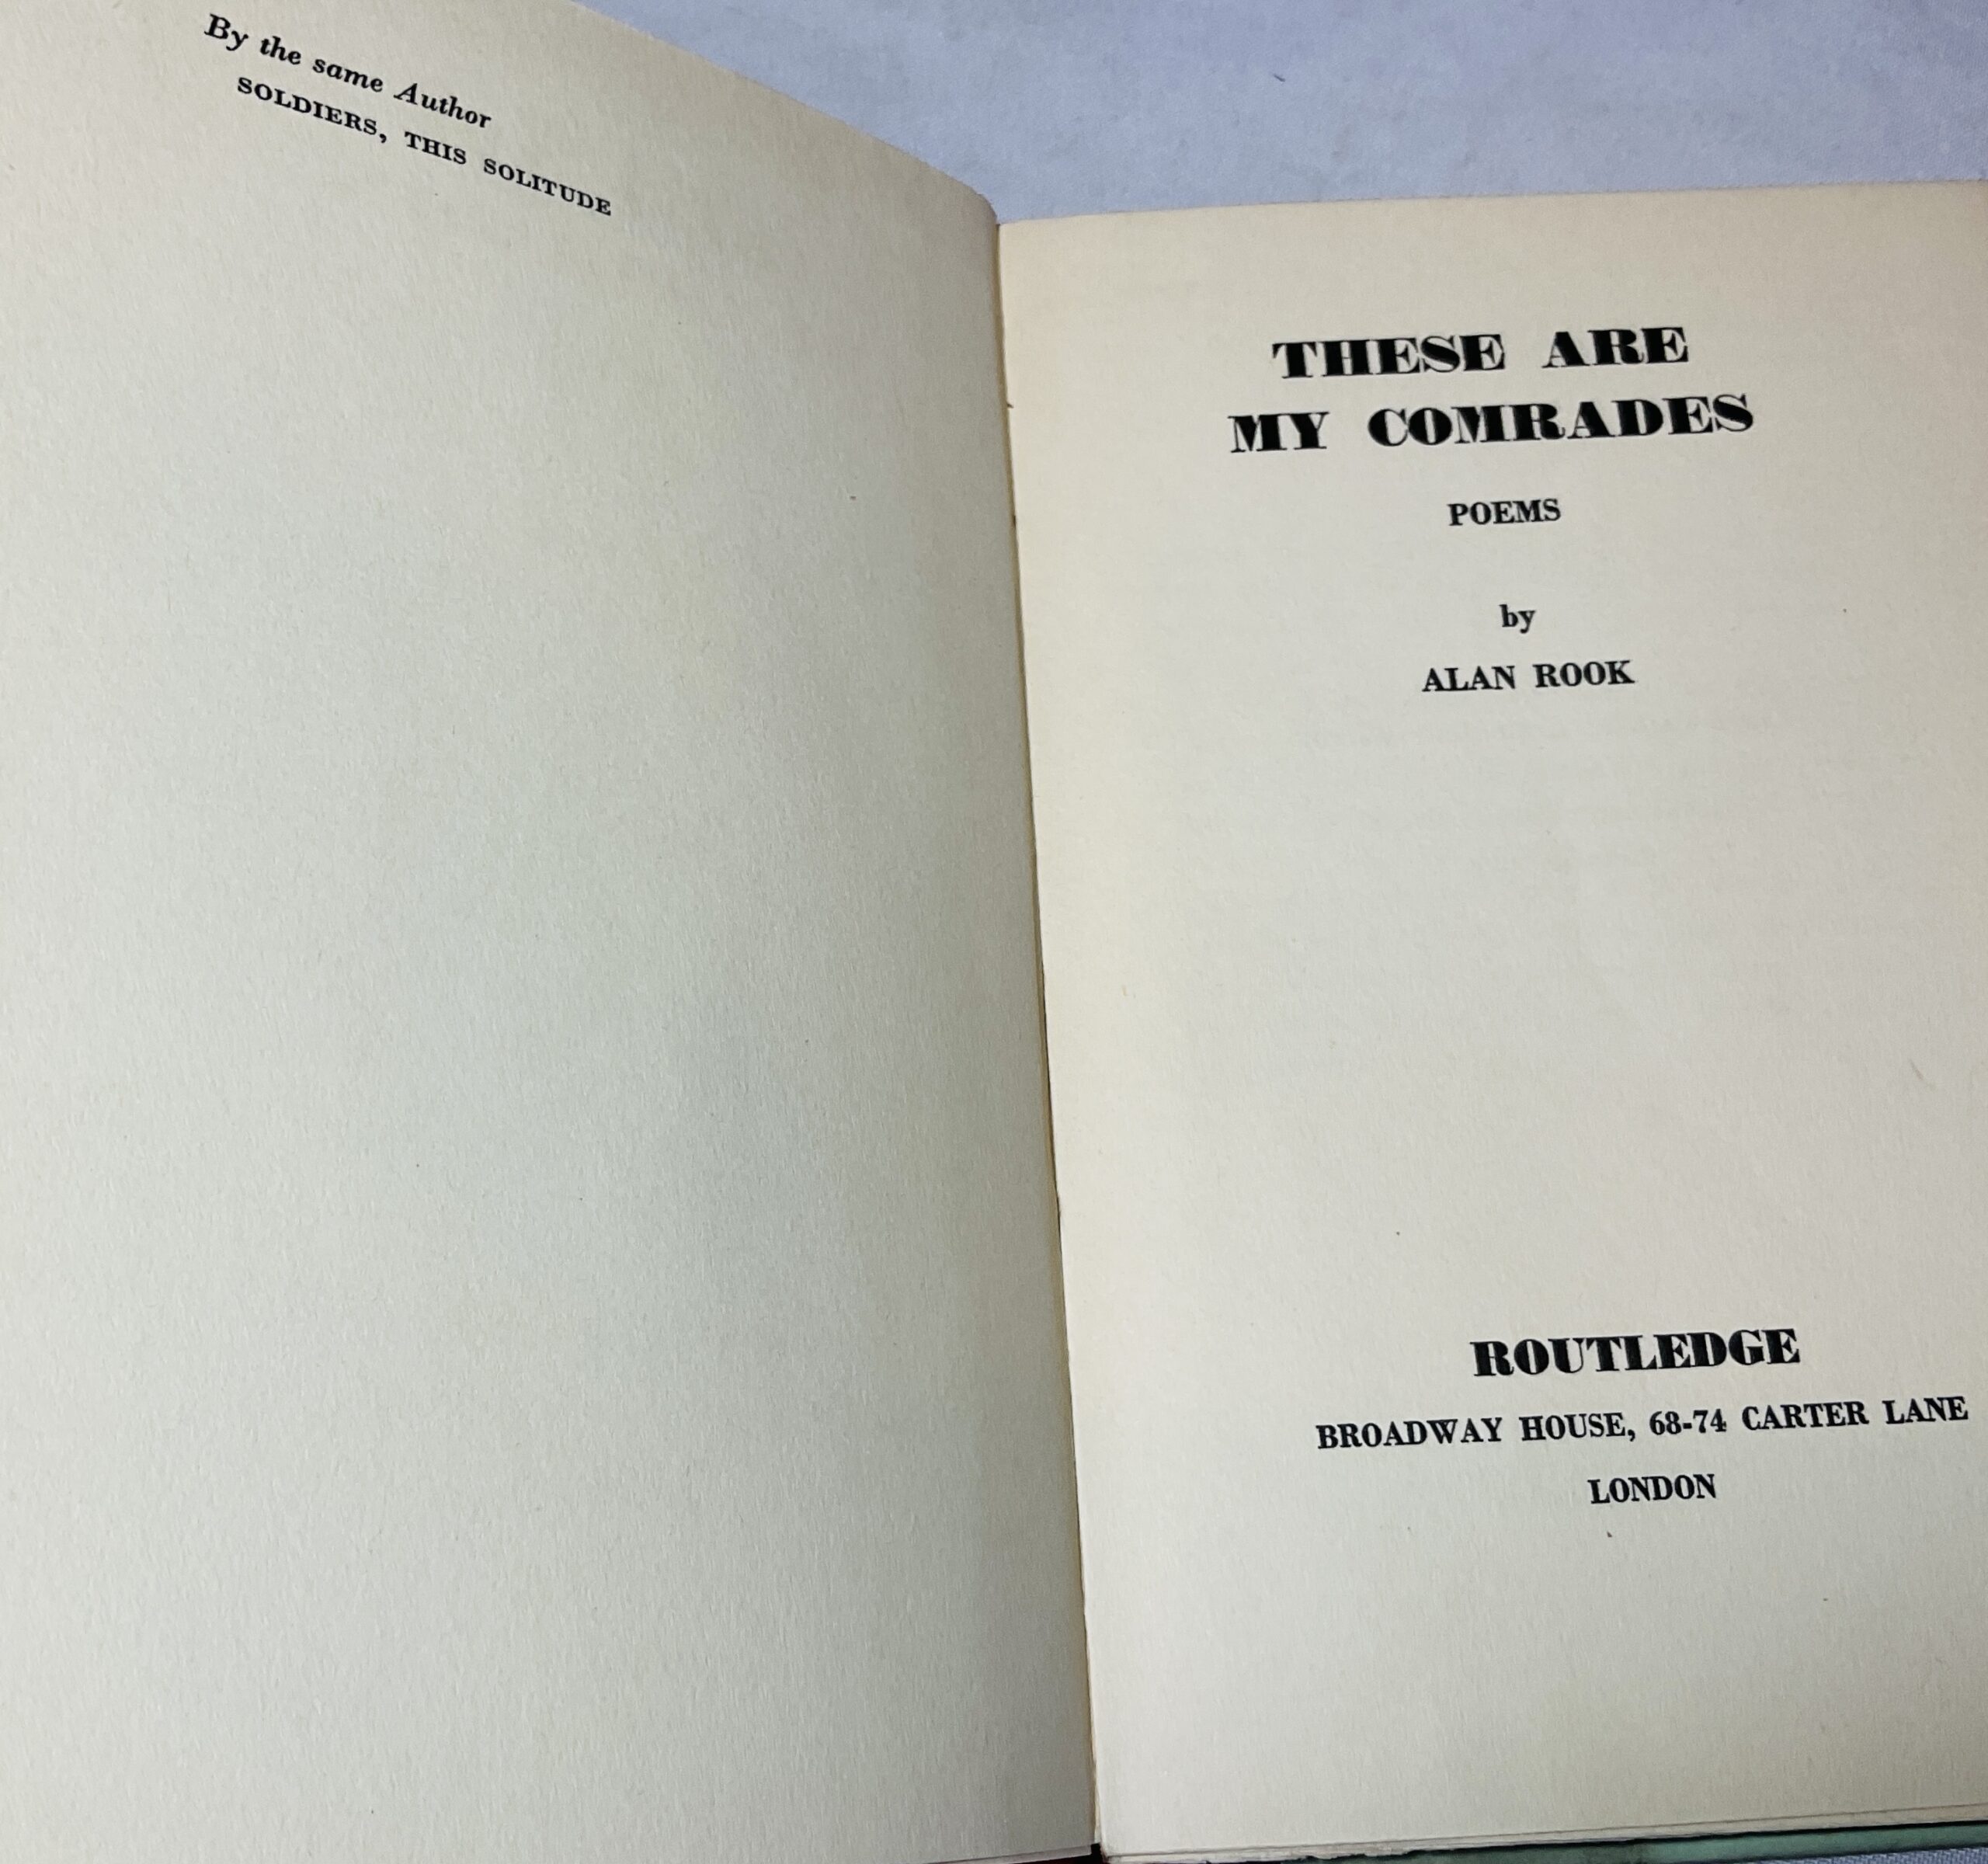 By the same Author
SOLDIERS, THIS SOLITUDE
THESE ARE
MY COMRADES
POEMS
by
ALAN ROOK
ROUTLEDGE
BROADWAY HOUSE, 68-74 CARTER LANE
LONDON